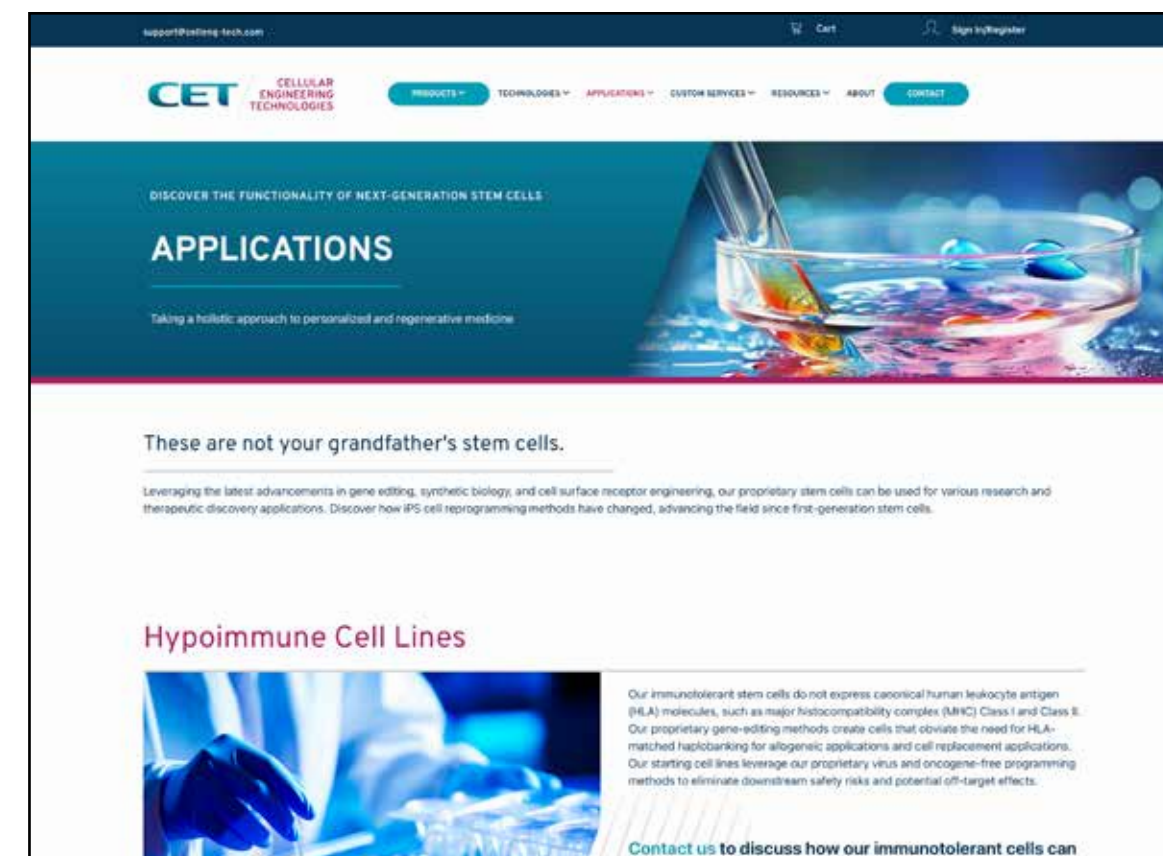 support@celleng-tech.com
Cart
Sign In/Register
CET CELLULAR
ENGINEERING
TECHNOLOGIES
PRODUCTS
TECHNOLOGIES
APPLICATIONS
CUSTOM SERVICES
RESOURCES
ABOUT
CONTACT
DISCOVER THE FUNCTIONALITY OF NEXT-GENERATION STEM CELLS
APPLICATIONS
Taking a holistic approach to personalized and regenerative medicine
These are not your grandfather's stem cells.
Leveraging the latest advancements in gene editing, synthetic biology, and cell surface receptor engineering, our proprietary stem cells can be used for various research and
therapeutic discovery applications. Discover how iPS cell reprogramming methods have changed, advancing the field since first-generation stem cells.
Hypoimmune Cell Lines
Our immunotolerant stem cells do not express canonical human leukocyte antigen
(HLA) molecules, such as major histocompatibility complex (MHC) Class I and Class II.
Our proprietary gene-editing methods create cells that obviate the need for HLA-
matched haplobanking for allogeneic applications and cell replacement applications.
Our starting cell lines leverage our proprietary virus and oncogene-free programming
methods to eliminate downstream safety risks and potential off-target effects.
Contact us to discuss how our immunotolerant cells can